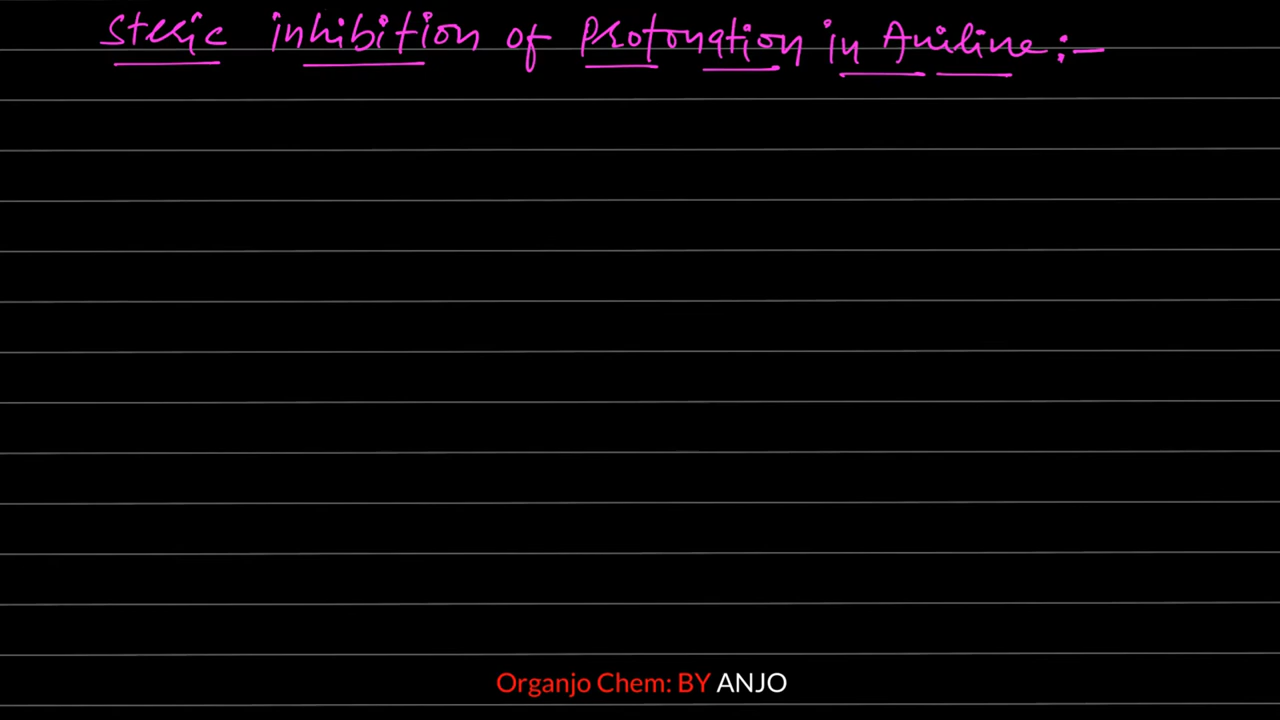 Steric inhibition of Protonation in Aniline:-
Organjo Chem: BY ANJO